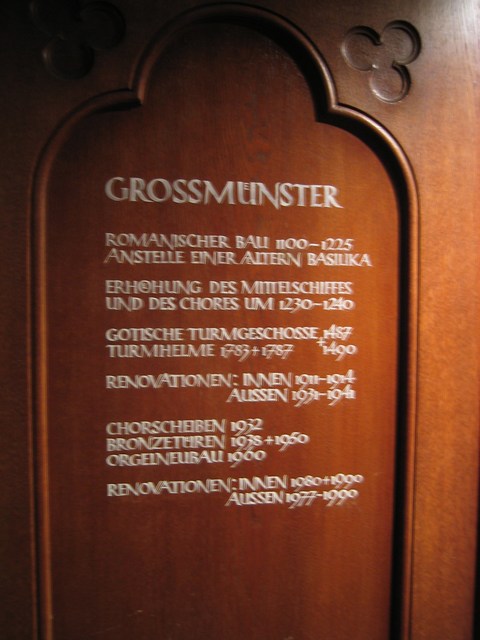 GROSSMÜNSTER
ROMANISCHER BAU 1100–1225
ANSTELLE EINER ALTERN BASILIKA
ERHÖHUNG DES MITTELSCHIFFES
UND DES CHORES UM 1230–1240
GOTISCHE TURMGESCHOSSE 1487
TURMHELME 1783+1787 +1490
RENOVATIONEN: INNEN 1911–1914
AUSSEN 1931–1941
CHORSCHEIBEN 1932
BRONZETÜREN 1938+1950
ORGELNEUBAU 1960
RENOVATIONEN: INNEN 1980+1990
AUSSEN 1977–1990